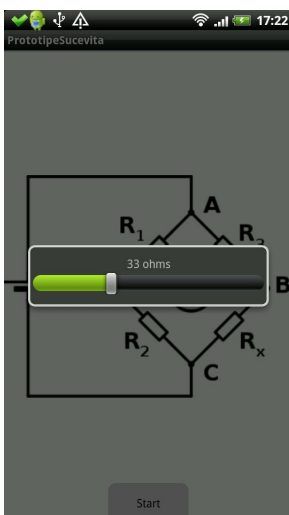 17:22
PrototipeSucevita
A
R1
R3
33 ohms
B
R2
Rx
C
Start